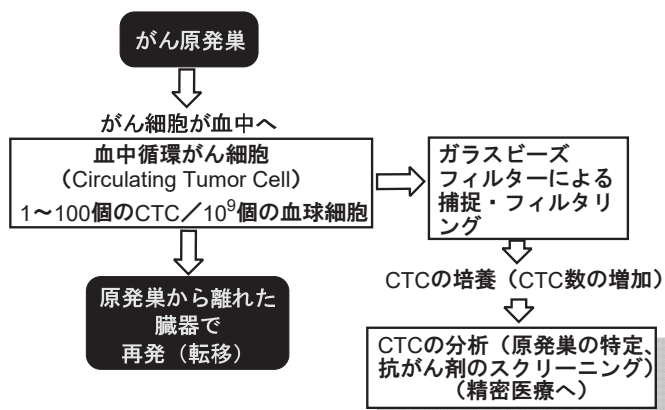 がん原発巣
がん細胞が血中へ
血中循環がん細胞
（Circulating Tumor Cell）
1～100個のCTC／10⁹個の血球細胞
原発巣から離れた
臓器で
再発（転移）
ガラスビーズ
フィルターによる
捕捉・フィルタリ
ング
CTCの培養（CTC数の増加）
CTCの分析（原発巣の特定、
抗がん剤のスクリーニング）
（精密医療へ）